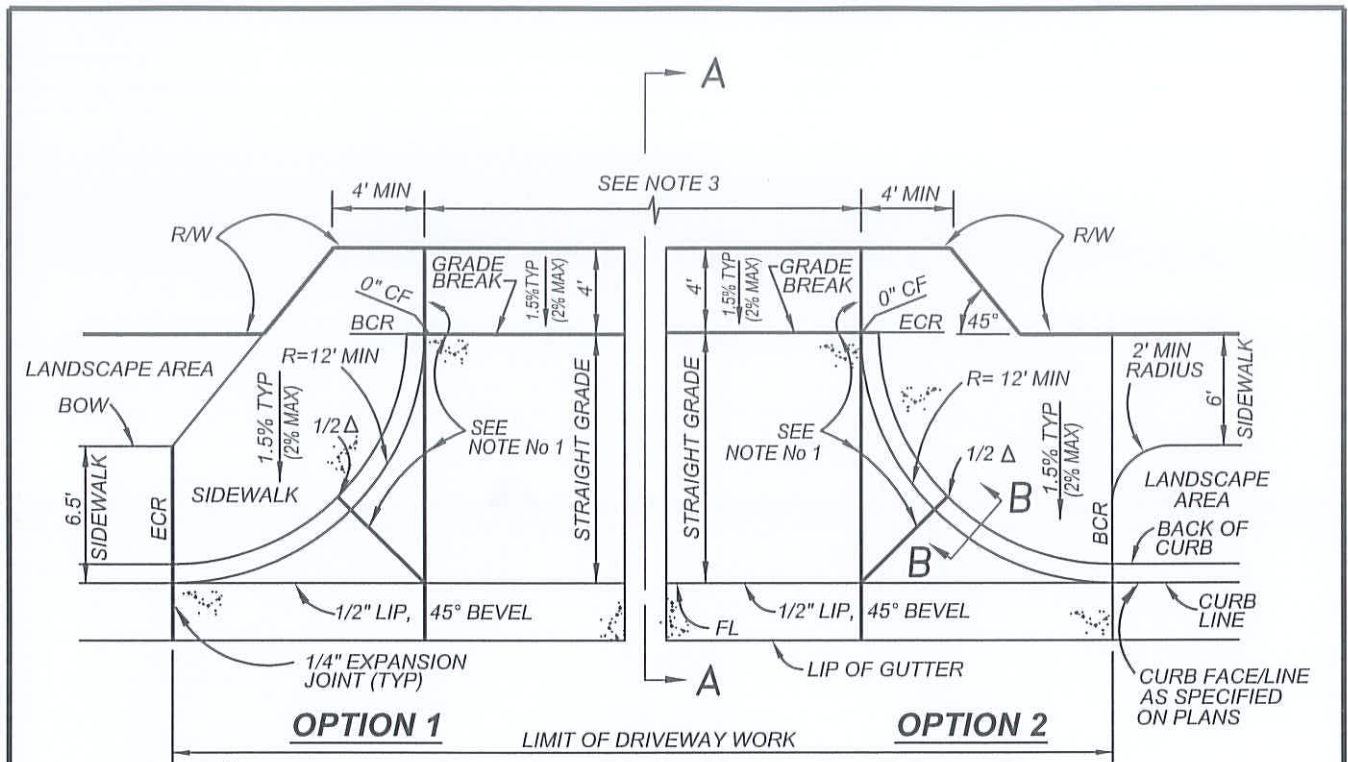 A
4' MIN
SEE NOTE 3
4' MIN
R/W
R/W
GRADE
BREAK
1.5%TYP
(2% MAX)
4'
4'
1.5%TYP
(2% MAX)
GRADE
BREAK
0" CF
0" CF
BCR
ECR
45°
LANDSCAPE AREA
R=12' MIN
R= 12' MIN
2' MIN
RADIUS
6'
SIDEWALK
BOW
1.5% TYP
(2% MAX)
1/2 Δ
STRAIGHT GRADE
STRAIGHT GRADE
SEE
NOTE No 1
SEE
NOTE No 1
1/2 Δ
1.5% TYP
(2% MAX)
LANDSCAPE
AREA
6.5'
SIDEWALK
ECR
SIDEWALK
B
B
BCR
BACK OF
CURB
1/2" LIP, 45° BEVEL
FL
1/2" LIP, 45° BEVEL
CURB
LINE
1/4" EXPANSION
JOINT (TYP)
A
LIP OF GUTTER
CURB FACE/LINE
AS SPECIFIED
ON PLANS
OPTION 1
OPTION 2
LIMIT OF DRIVEWAY WORK